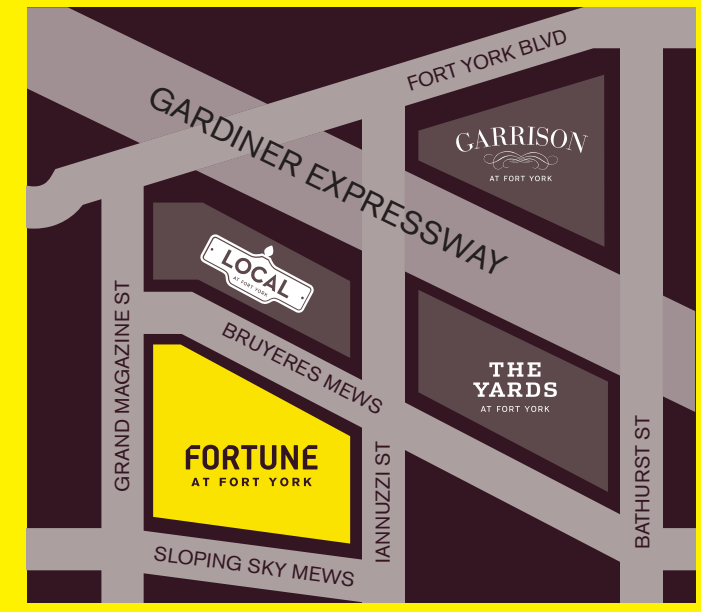 FORT YORK BLVD
GARDINER EXPRESSWAY
GARRISON
AT FORT YORK
LOCAL
AT FORT YORK
GRAND MAGAZINE ST
BRUYERES MEWS
THE
YARDS
AT FORT YORK
FORTUNE
AT FORT YORK
IANNUZZI ST
BATHURST ST
SLOPING SKY MEWS